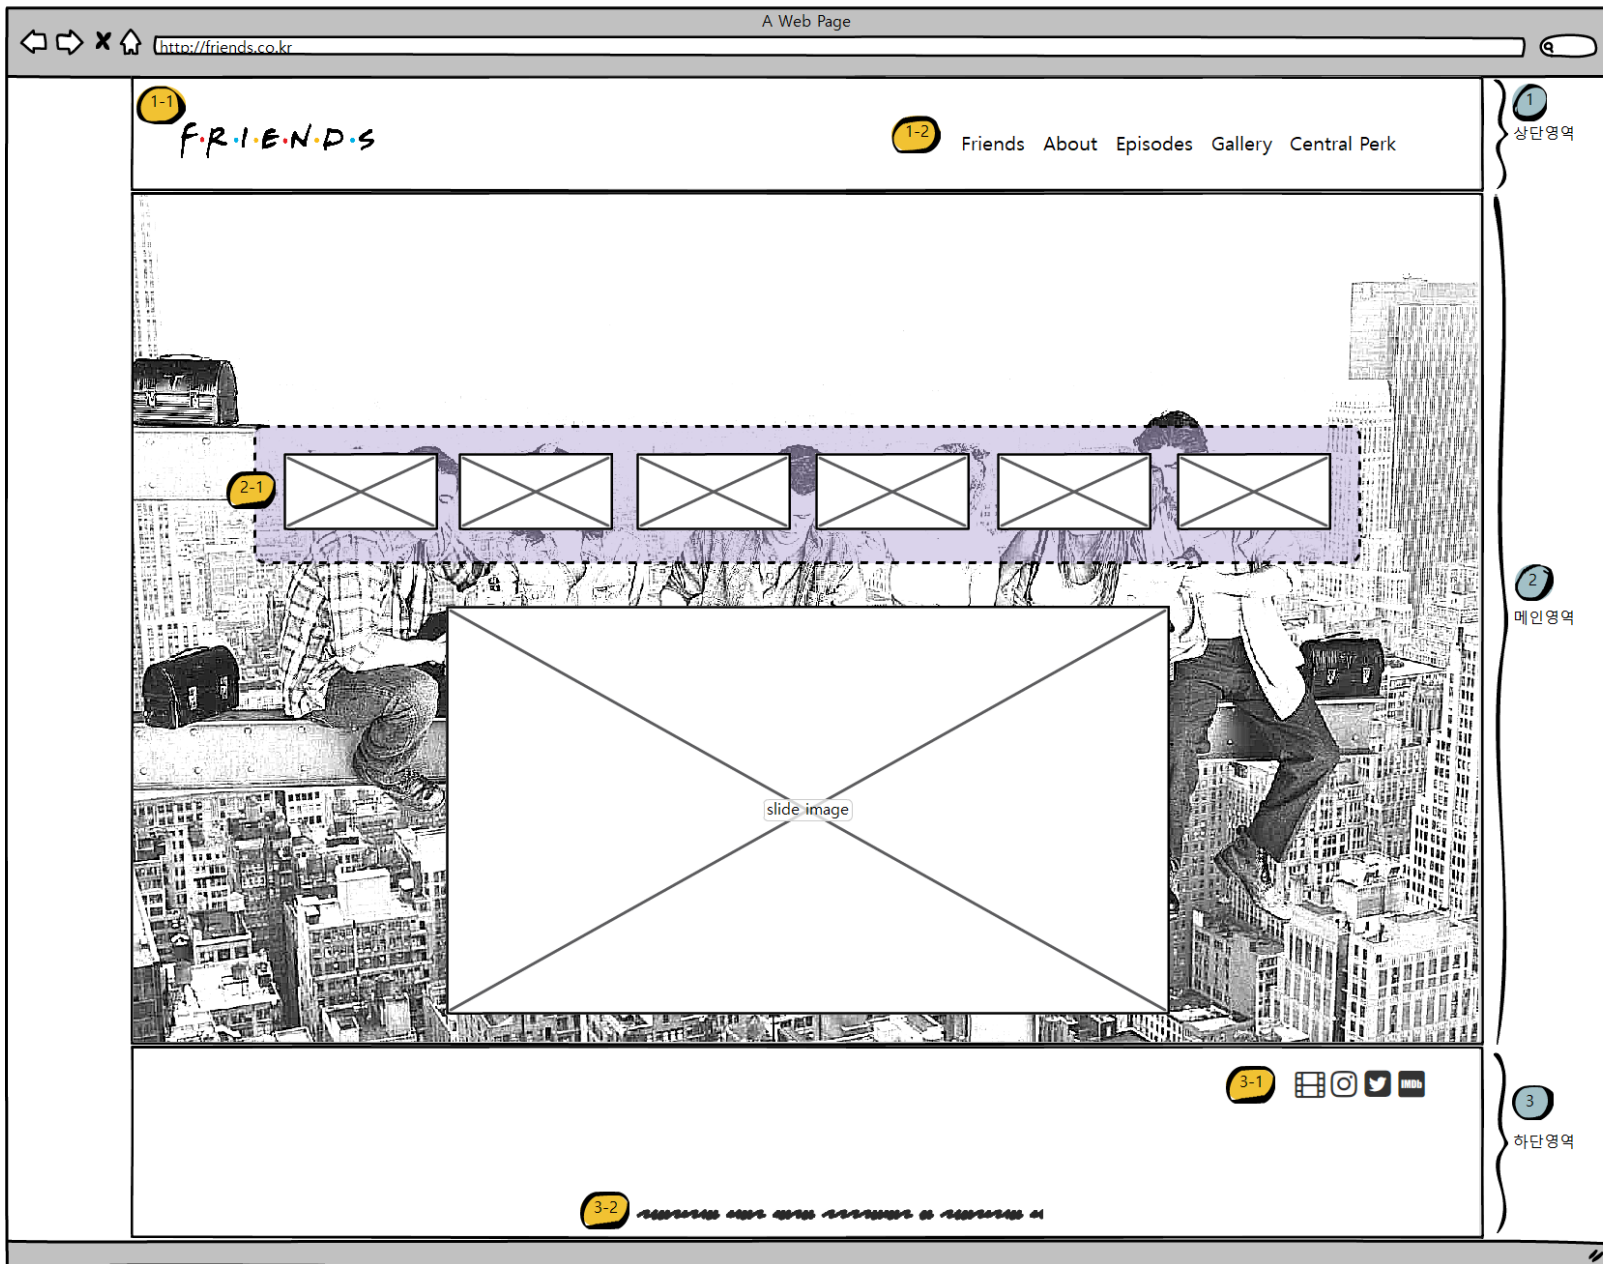 A Web Page
http://friends.co.kr
1-1
F·R·I·E·N·D·S
1-2
Friends About Episodes Gallery Central Perk
1
상단영역
2-1
2
메인영역
slide image
3-1
IMDb
3
하단영역
3-2